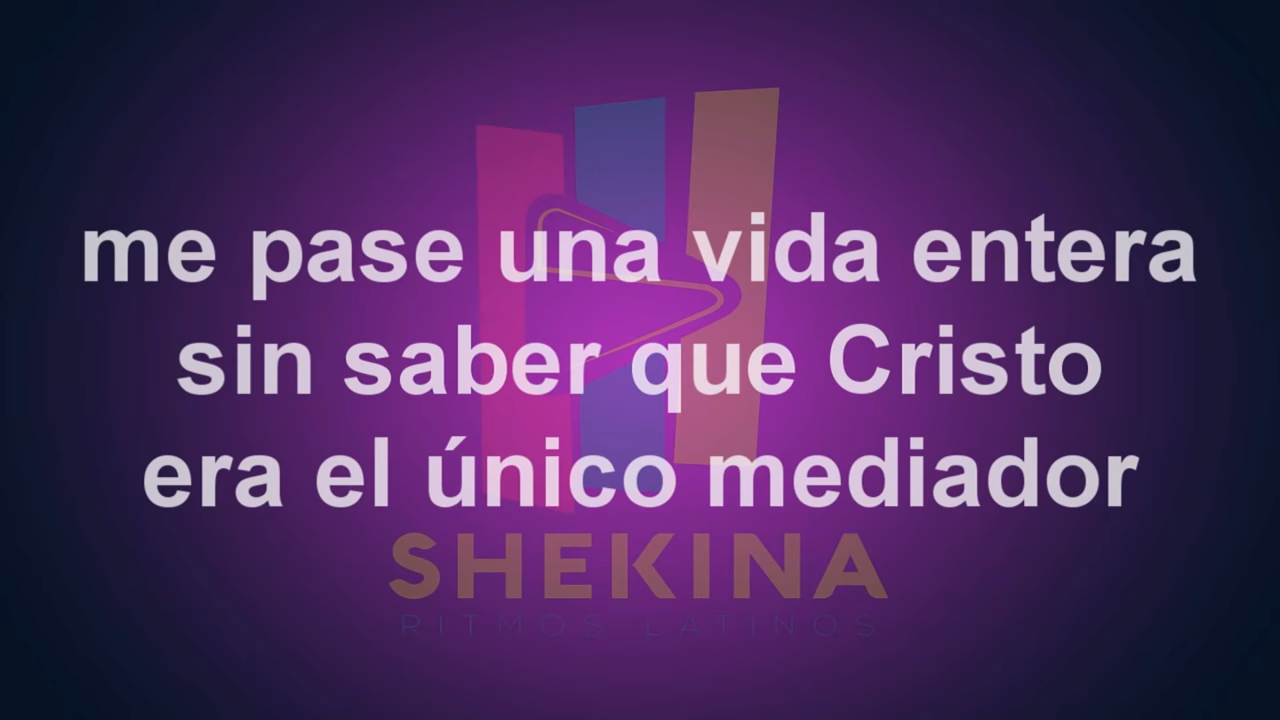 me pase una vida entera
sin saber que Cristo
era el único mediador
SHEKINA
RITMOS LATINOS